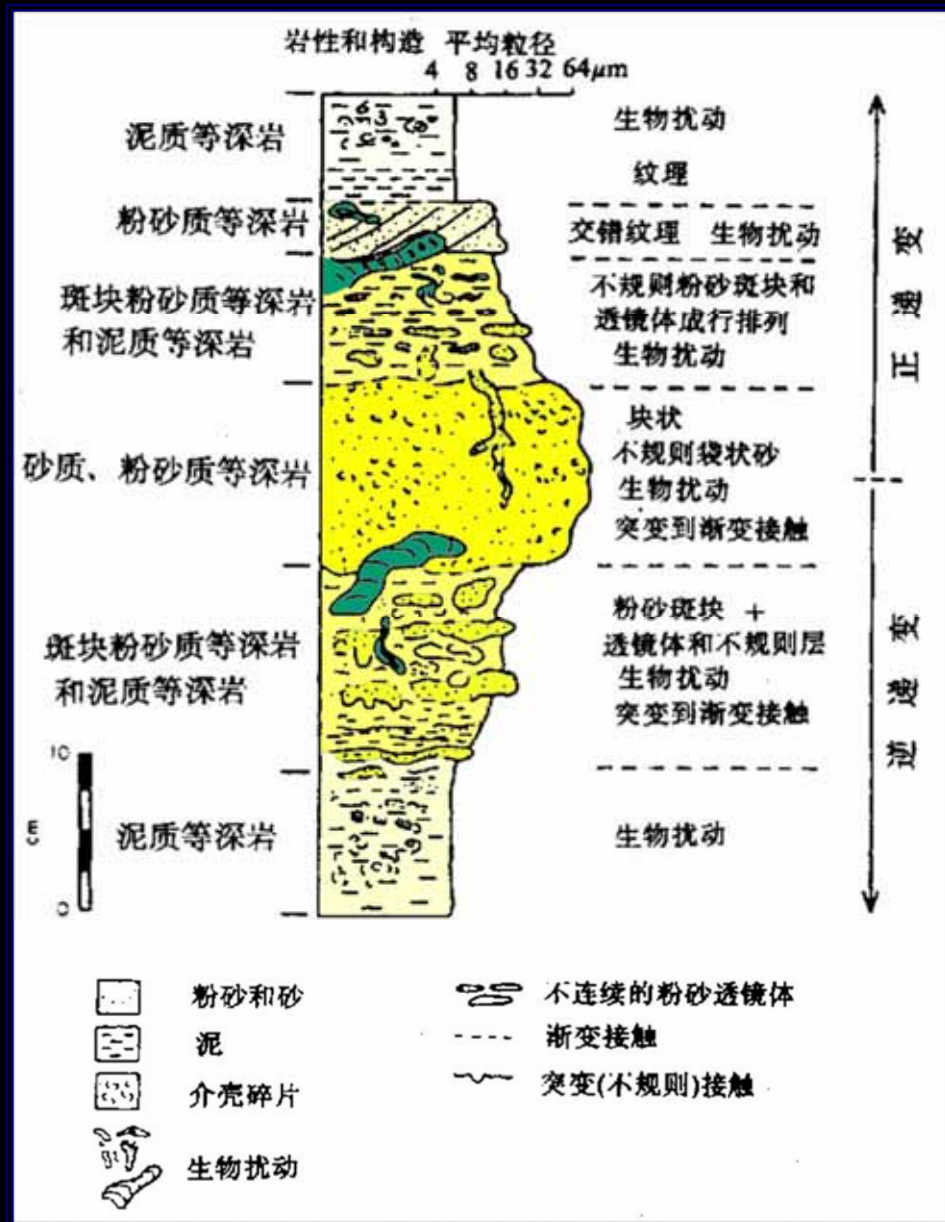 岩性和构造 平均粒径
4 8 16 32 64μm
泥质等深岩
生物扰动
纹理
粉砂质等深岩
交错纹理 生物扰动
斑块粉砂质等深岩
和泥质等深岩
不规则粉砂斑块和
透镜体成行排列
生物扰动
正递变
砂质、粉砂质等深岩
块状
不规则袋状砂
生物扰动
突变到渐变接触
斑块粉砂质等深岩
和泥质等深岩
粉砂斑块 +
透镜体和不规则层
生物扰动
突变到渐变接触
逆递变
10
cm
0
泥质等深岩
生物扰动
粉砂和砂
泥
介壳碎片
生物扰动
不连续的粉砂透镜体
渐变接触
突变(不规则)接触